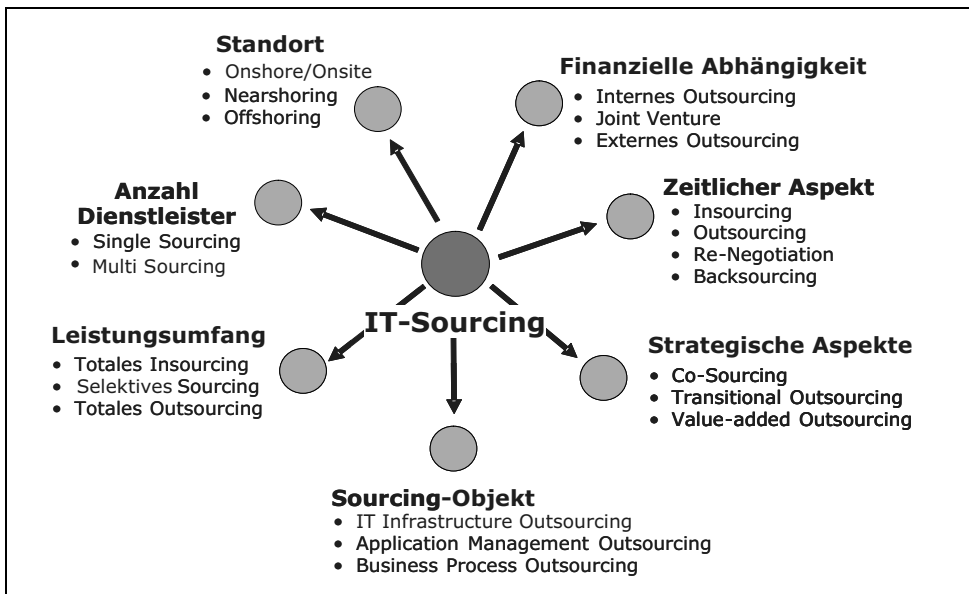 Standort
• Onshore/Onsite
• Nearshoring
• Offshoring
Finanzielle Abhängigkeit
• Internes Outsourcing
• Joint Venture
• Externes Outsourcing
Anzahl
Dienstleister
• Single Sourcing
• Multi Sourcing
Zeitlicher Aspekt
• Insourcing
• Outsourcing
• Re-Negotiation
• Backsourcing
IT-Sourcing
Leistungsumfang
• Totales Insourcing
• Selektives Sourcing
• Totales Outsourcing
Strategische Aspekte
• Co-Sourcing
• Transitional Outsourcing
• Value-added Outsourcing
Sourcing-Objekt
• IT Infrastructure Outsourcing
• Application Management Outsourcing
• Business Process Outsourcing